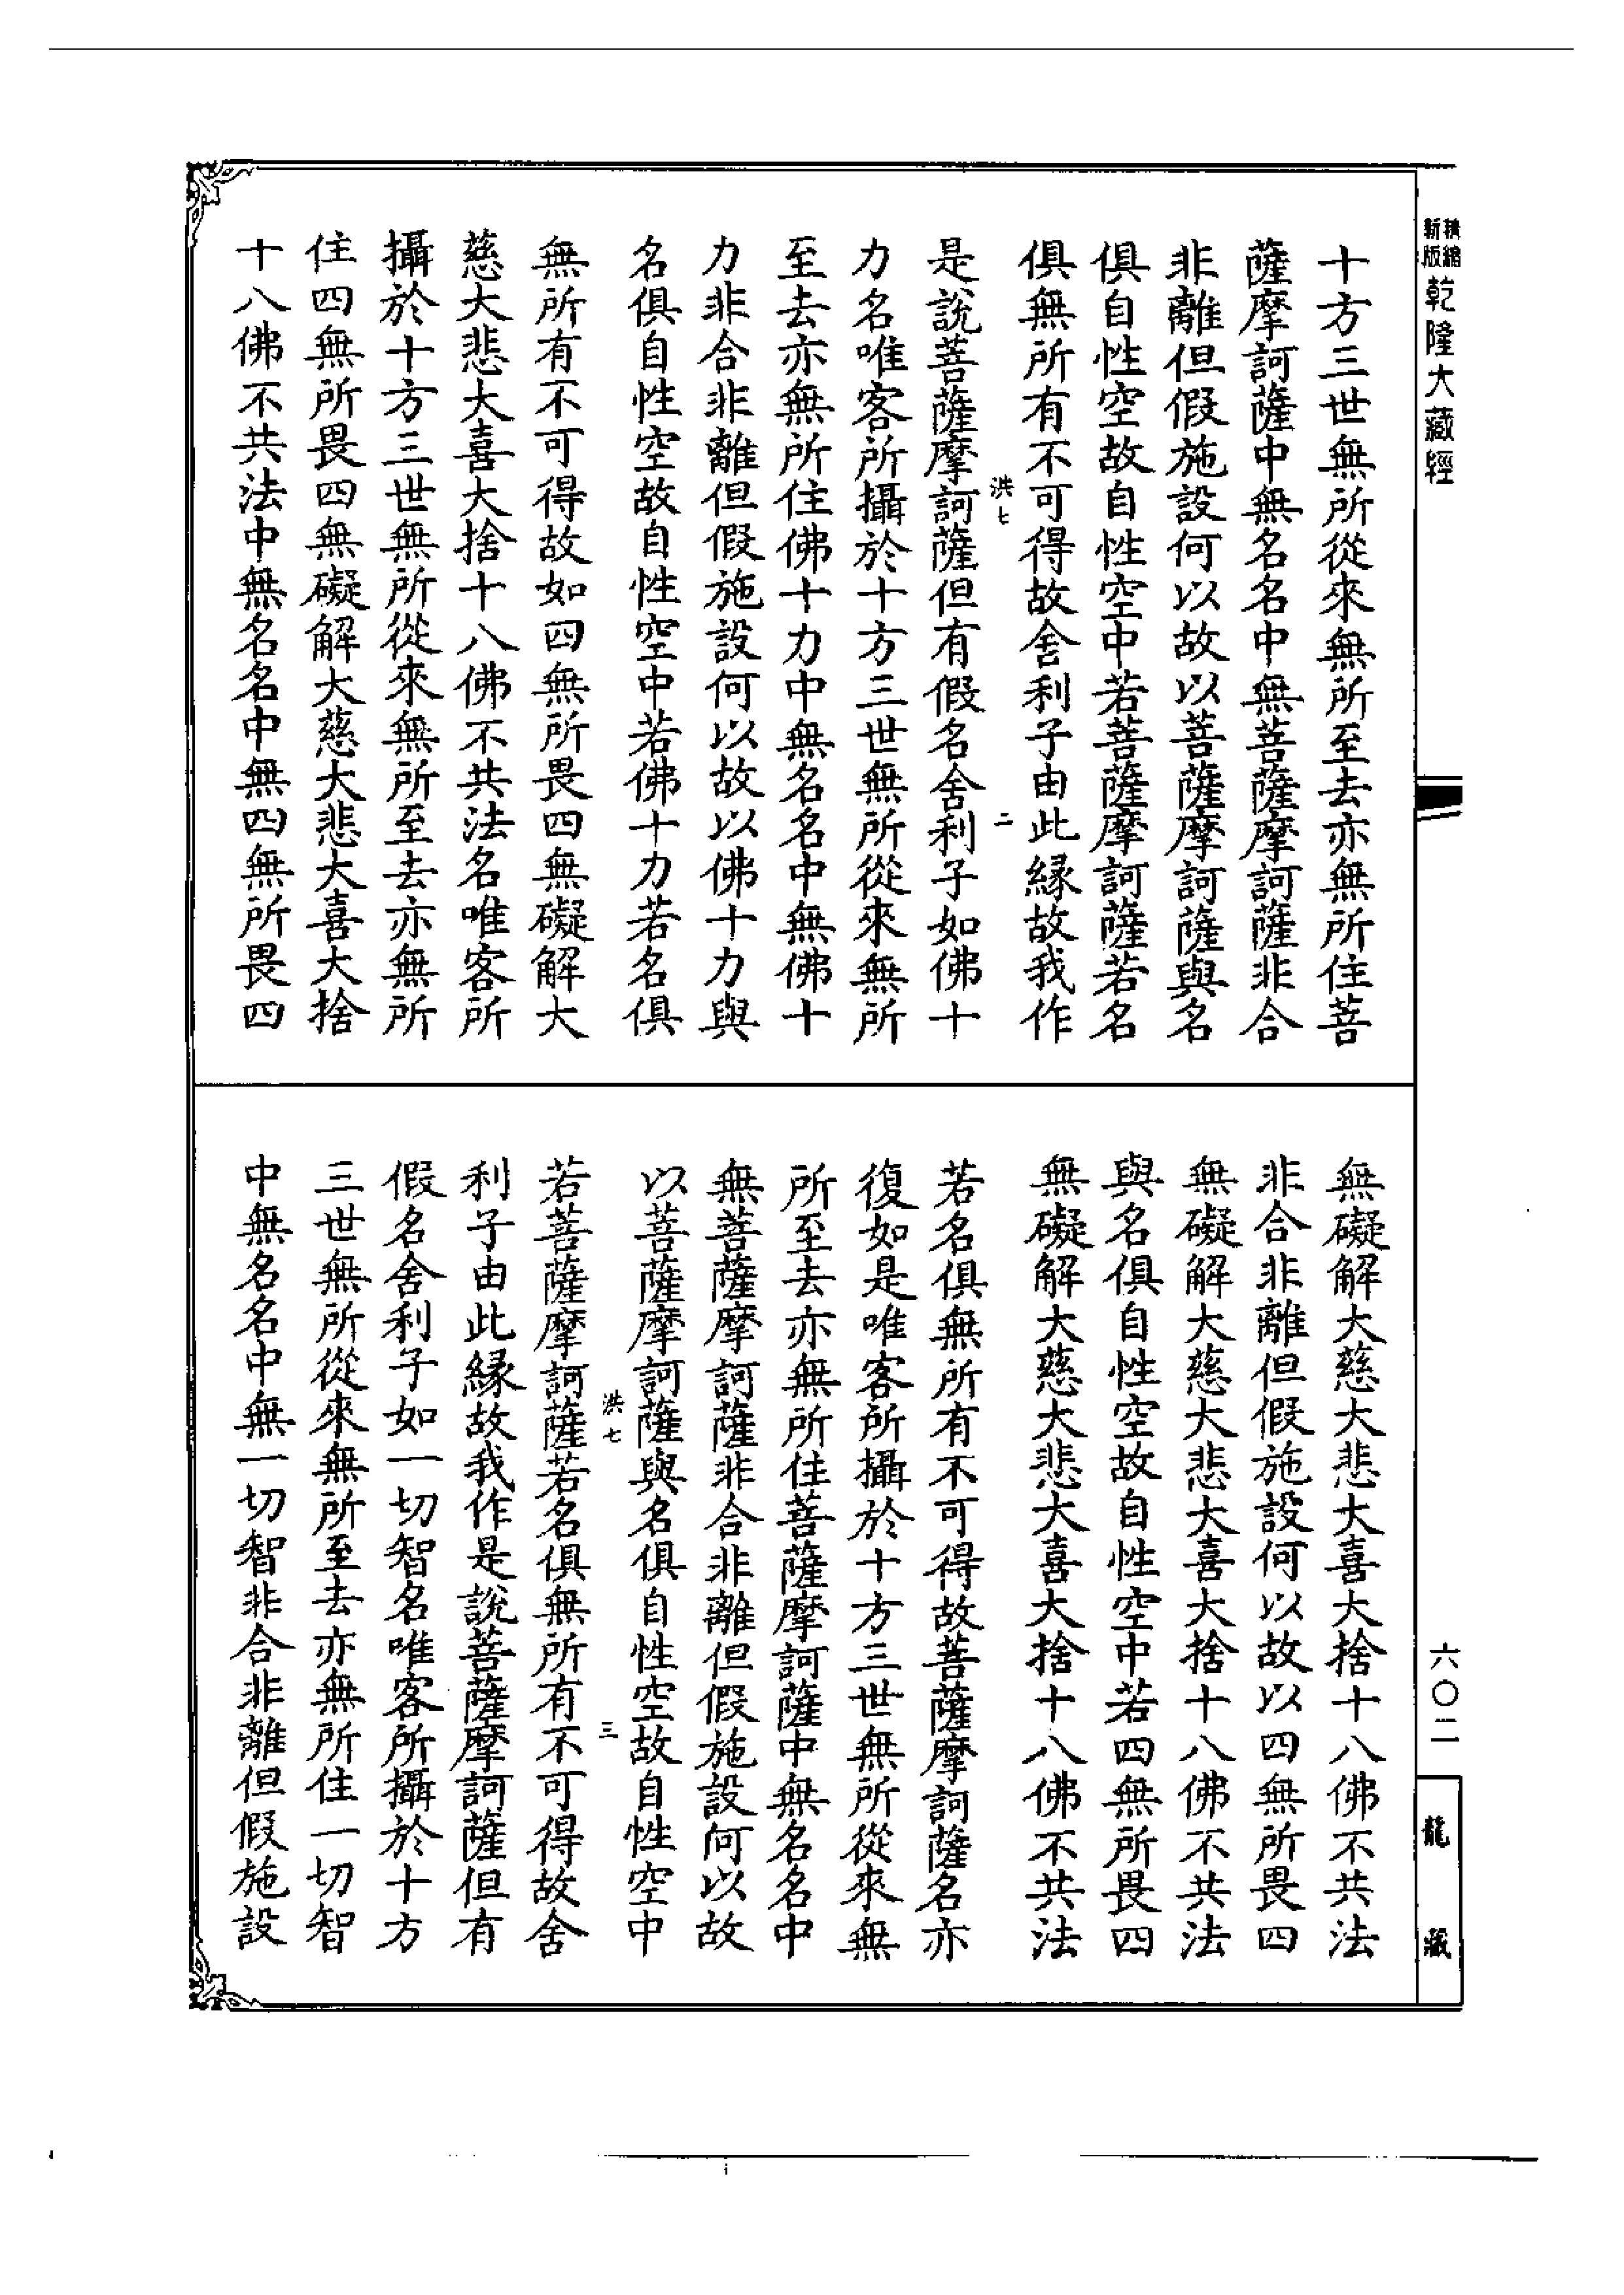 新版精縮乾隆大藏經
十方三世無所從來無所至去亦無所住菩
薩摩訶薩中無名名中無菩薩摩訶薩非合
非離但假施設何以故以菩薩摩訶薩與名
俱自性空故自性空中若菩薩摩訶薩若名
俱無所有不可得故舍利子由此緣故我作
洪七 二
是說菩薩摩訶薩但有假名舍利子如佛十
力名唯客所攝於十方三世無所從來無所
至去亦無所住佛十力中無名名中無佛十
力非合非離但假施設何以故以佛十力與
名俱自性空故自性空中若佛十力若名俱
無所有不可得故如四無所畏四無礙解大
慈大悲大喜大捨十八佛不共法名唯客所
攝於十方三世無所從來無所至去亦無所
住四無所畏四無礙解大慈大悲大喜大捨
十八佛不共法中無名名中無四無所畏四
無礙解大慈大悲大喜大捨十八佛不共法
非合非離但假施設何以故以四無所畏四
無礙解大慈大悲大喜大捨十八佛不共法
與名俱自性空故自性空中若四無所畏四
無礙解大慈大悲大喜大捨十八佛不共法
若名俱無所有不可得故菩薩摩訶薩名亦
復如是唯客所攝於十方三世無所從來無
所至去亦無所住菩薩摩訶薩中無名名中
無菩薩摩訶薩非合非離但假施設何以故
以菩薩摩訶薩與名俱自性空故自性空中
洪七 三
若菩薩摩訶薩若名俱無所有不可得故舍
利子由此緣故我作是說菩薩摩訶薩但有
假名舍利子如一切智名唯客所攝於十方
三世無所從來無所至去亦無所住一切智
中無名名中無一切智非合非離但假施設
六〇二
龍藏